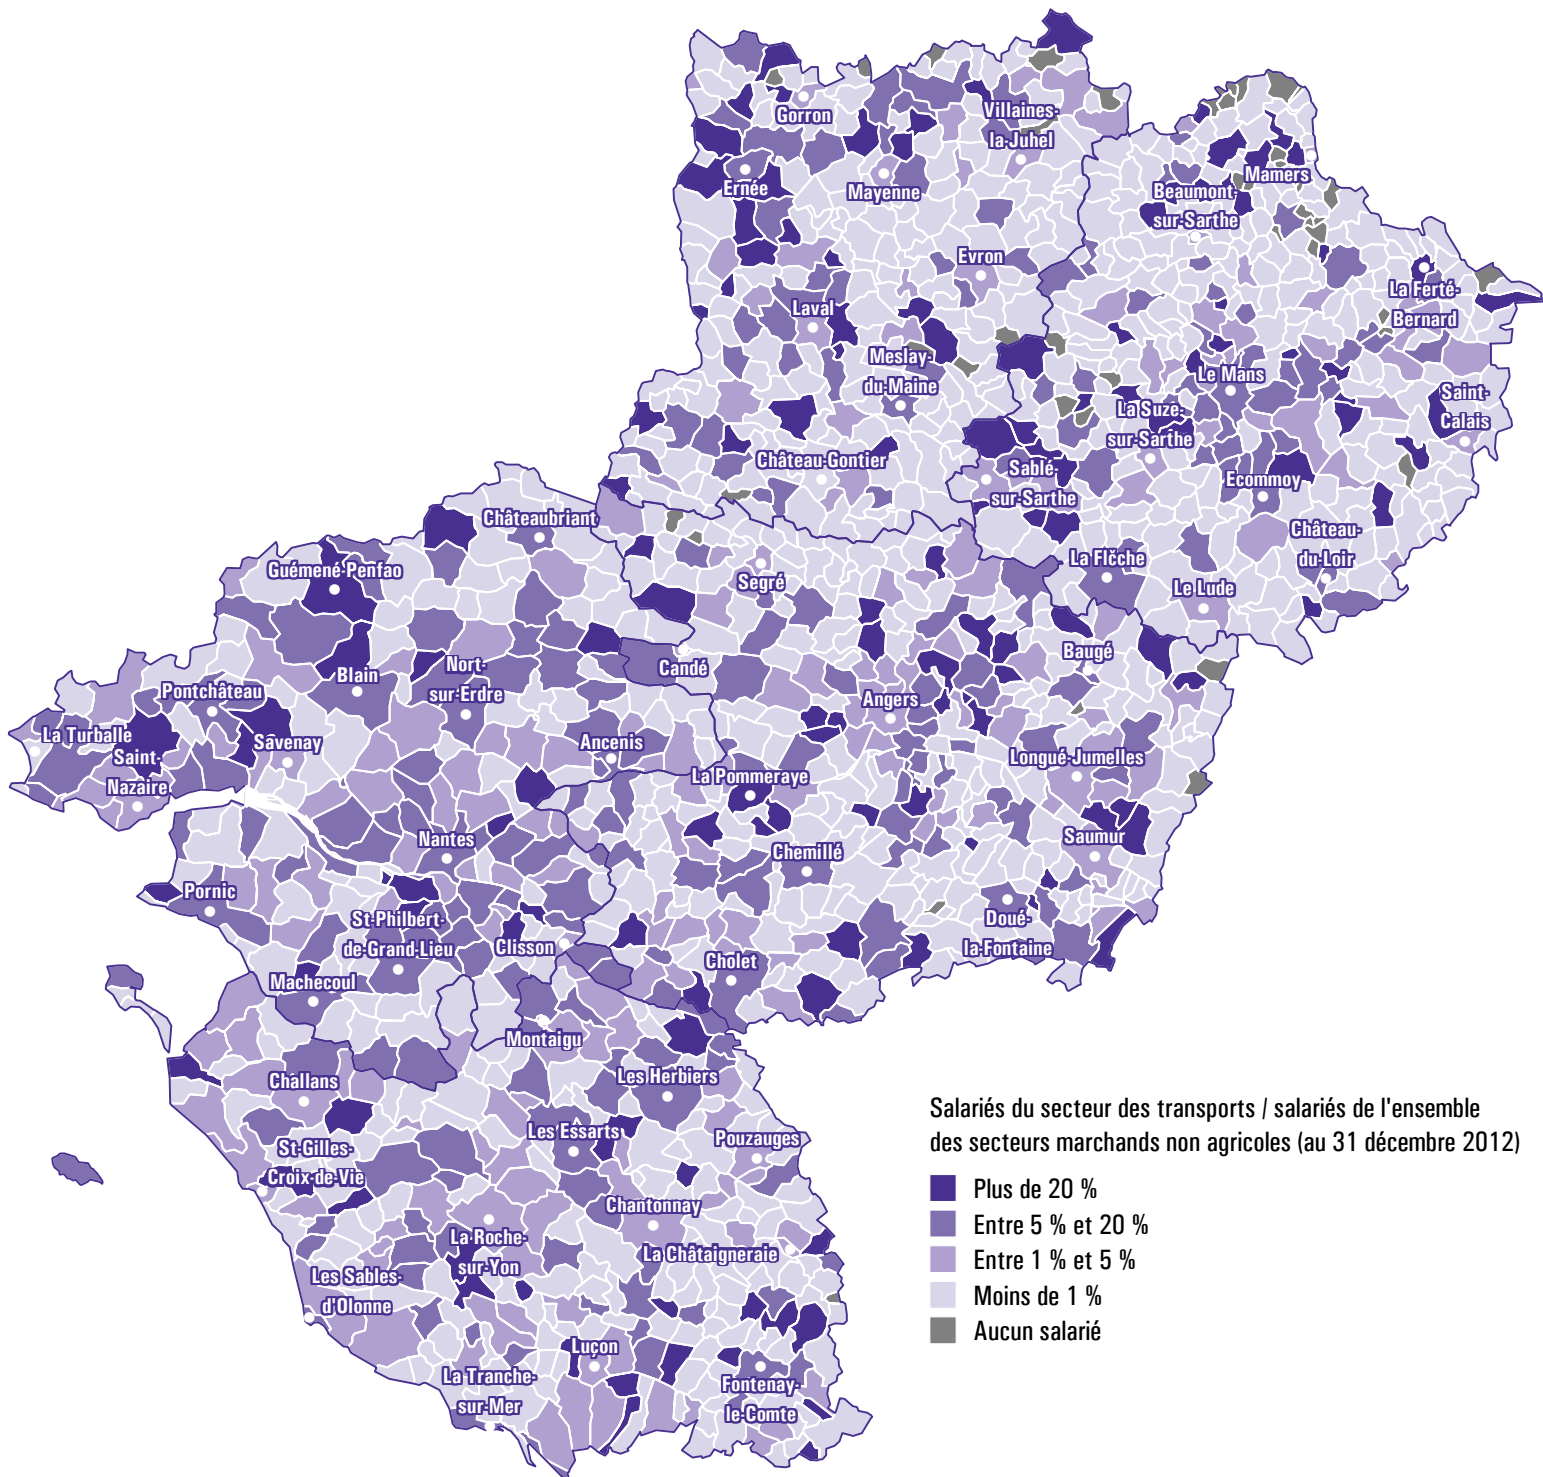 Gorron
Villaines-
la-Juhel
Ernée
Mayenne
Mamers
Beaumont-
sur-Sarthe
Evron
La Ferté-
Bernard
Laval
Meslay-
du-Maine
Le Mans
Saint-
Calais
La Suze-
sur-Sarthe
Château-Gontier
Sablé-
sur-Sarthe
Ecommoy
Châteaubriant
Château-
du-Loir
Guémené-Penfao
Segré
La Flčche
Le Lude
Candé
Baugé
Nort-
sur-Erdre
Blain
Pontchâteau
Angers
La Turballe
Savenay
Ancenis
Saint-
Nazaire
Longué-Jumelles
La Pommeraye
Nantes
Saumur
Chemillé
Pornic
St-Philbert-
de-Grand-Lieu
Clisson
Doué-
la-Fontaine
Cholet
Machecoul
Montaigu
Challans
Les Herbiers
Les Essarts
Pouzauges
St-Gilles-
Croix-de-Vie
Chantonnay
La Roche-
sur-Yon
La Châtaigneraie
Les Sables-
d'Olonne
Luçon
La Tranche-
sur-Mer
Fontenay-
le-Comte
Salariés du secteur des transports / salariés de l'ensemble
des secteurs marchands non agricoles (au 31 décembre 2012)
Plus de 20 %
Entre 5 % et 20 %
Entre 1 % et 5 %
Moins de 1 %
Aucun salarié